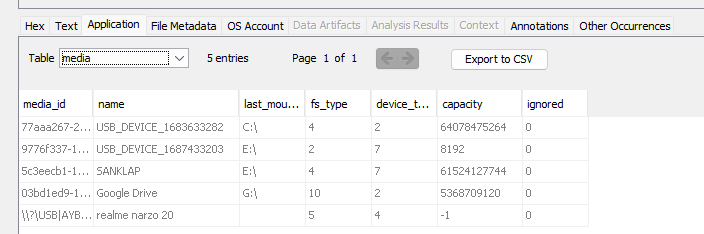 Hex Text Application File Metadata OS Account Data Artifacts Analysis Results Context Annotations Other Occurrences
Table media 5 entries Page 1 of 1 Export to CSV
media_id name last_mou... fs_type device_t... capacity ignored
77aaa267-2... USB_DEVICE_1683633282 C:\ 4 2 64078475264 0
9776f337-1... USB_DEVICE_1687433203 E:\ 2 7 8192 0
5c3eecb1-1... SANKLAP E:\ 4 7 61524127744 0
03bd1ed9-1... Google Drive G:\ 10 2 5368709120 0
\\?\USB|AYB... realme narzo 20 5 4 -1 0